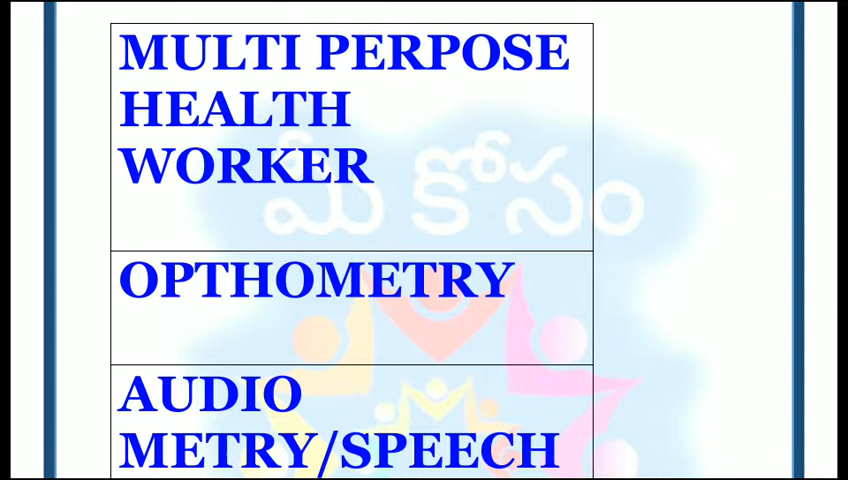 MULTI PERPOSE
HEALTH
WORKER
మీ కోసం
OPTHOMETRY
AUDIO
METRY/SPEECH